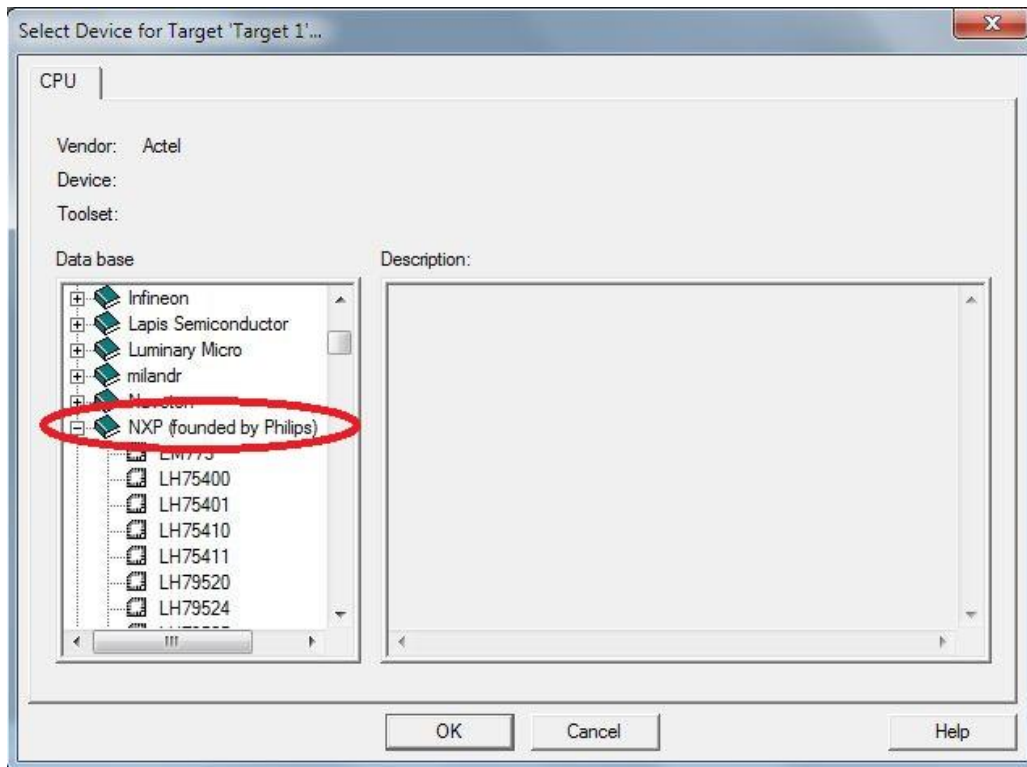 Select Device for Target 'Target 1'...
CPU
Vendor: Actel
Device:
Toolset:
Data base
Description:
Infineon
Lapis Semiconductor
Luminary Micro
milandr
NXP (founded by Philips)
LH75400
LH75401
LH75410
LH75411
LH79520
LH79524
OK
Cancel
Help